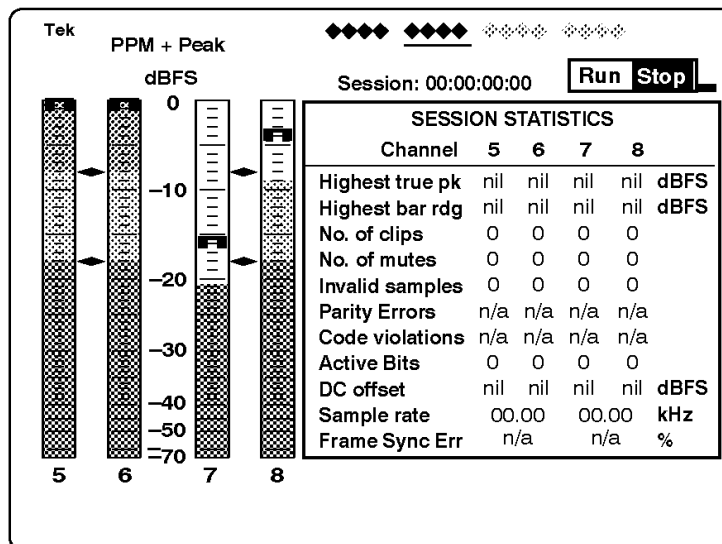 Tek
PPM + Peak
dBFS
Session: 00:00:00:00
Run Stop
0
–10
–20
–30
–40
–50
=70
5 6 7 8
SESSION STATISTICS
Channel 5 6 7 8
Highest true pk nil nil nil nil dBFS
Highest bar rdg nil nil nil nil dBFS
No. of clips 0 0 0 0
No. of mutes 0 0 0 0
Invalid samples 0 0 0 0
Parity Errors n/a n/a n/a n/a
Code violations n/a n/a n/a n/a
Active Bits 0 0 0 0
DC offset nil nil nil nil dBFS
Sample rate 00.00 00.00 kHz
Frame Sync Err n/a n/a %